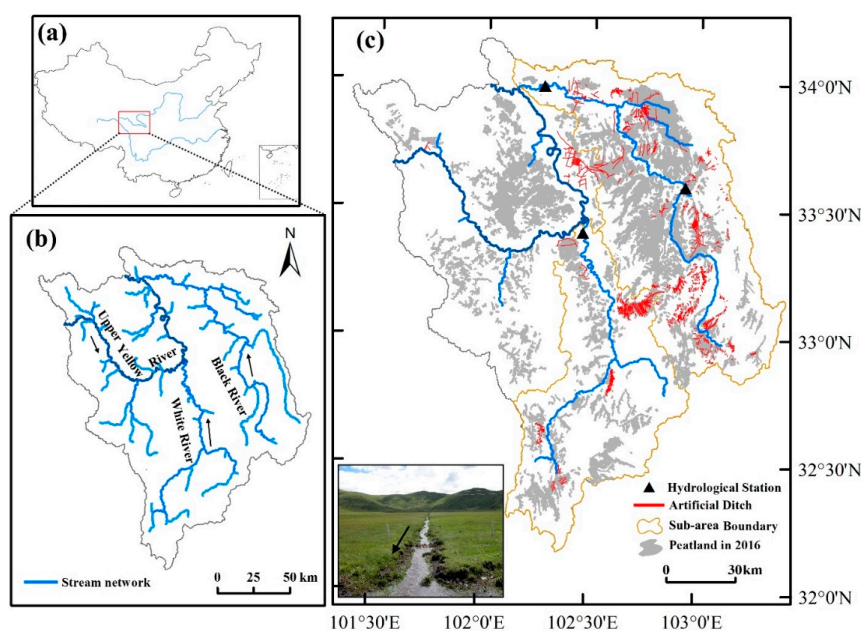 (a)
(b)
N
Upper Yellow
River
Black River
White River
Stream network
0 25 50 km
(c)
34°0'N
33°30'N
33°0'N
32°30'N
32°0'N
Hydrological Station
Artificial Ditch
Sub-area Boundary
Peatland in 2016
0 30km
101°30'E 102°0'E 102°30'E 103°0'E